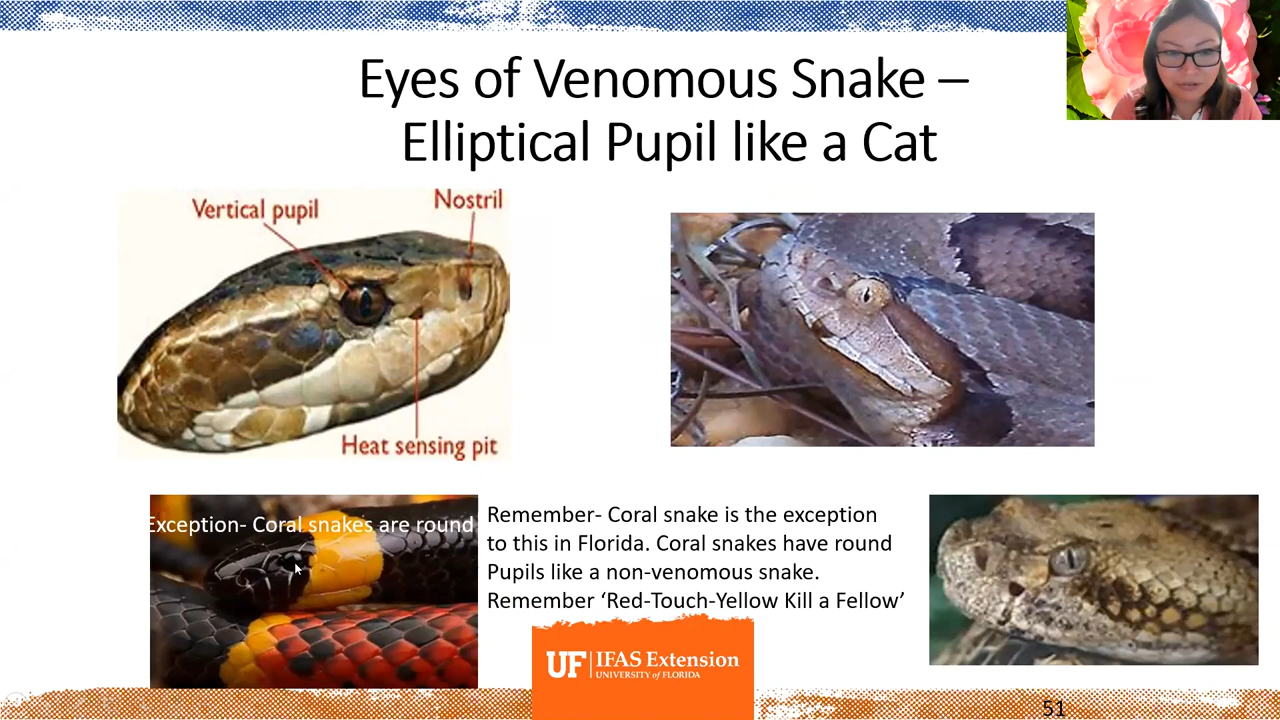 Eyes of Venomous Snake –
Elliptical Pupil like a Cat
Vertical pupil
Nostril
Heat sensing pit
Exception- Coral snakes are round
Remember- Coral snake is the exception
to this in Florida. Coral snakes have round
Pupils like a non-venomous snake.
Remember ‘Red-Touch-Yellow Kill a Fellow’
UF IFAS Extension
UNIVERSITY of FLORIDA
51